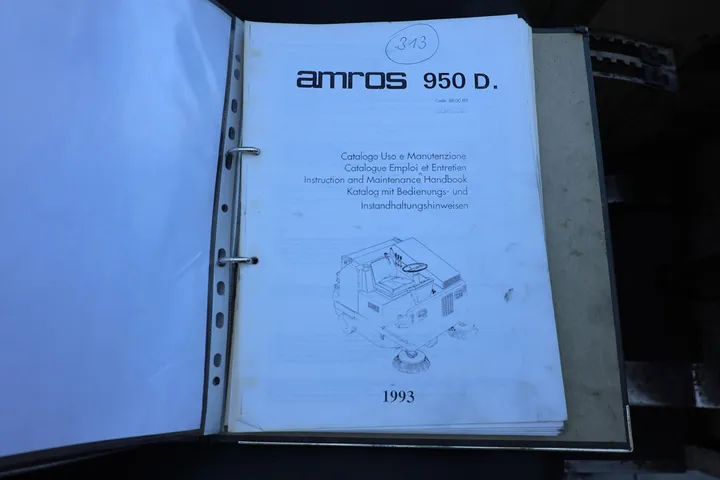 313
amros 950 D.
Catalogo Uso e Manutenzione
Catalogue Emploi et Entretien
Instruction and Maintenance Handbook
Katalog mit Bedienungs- und
Instandhaltungshinweisen
1993